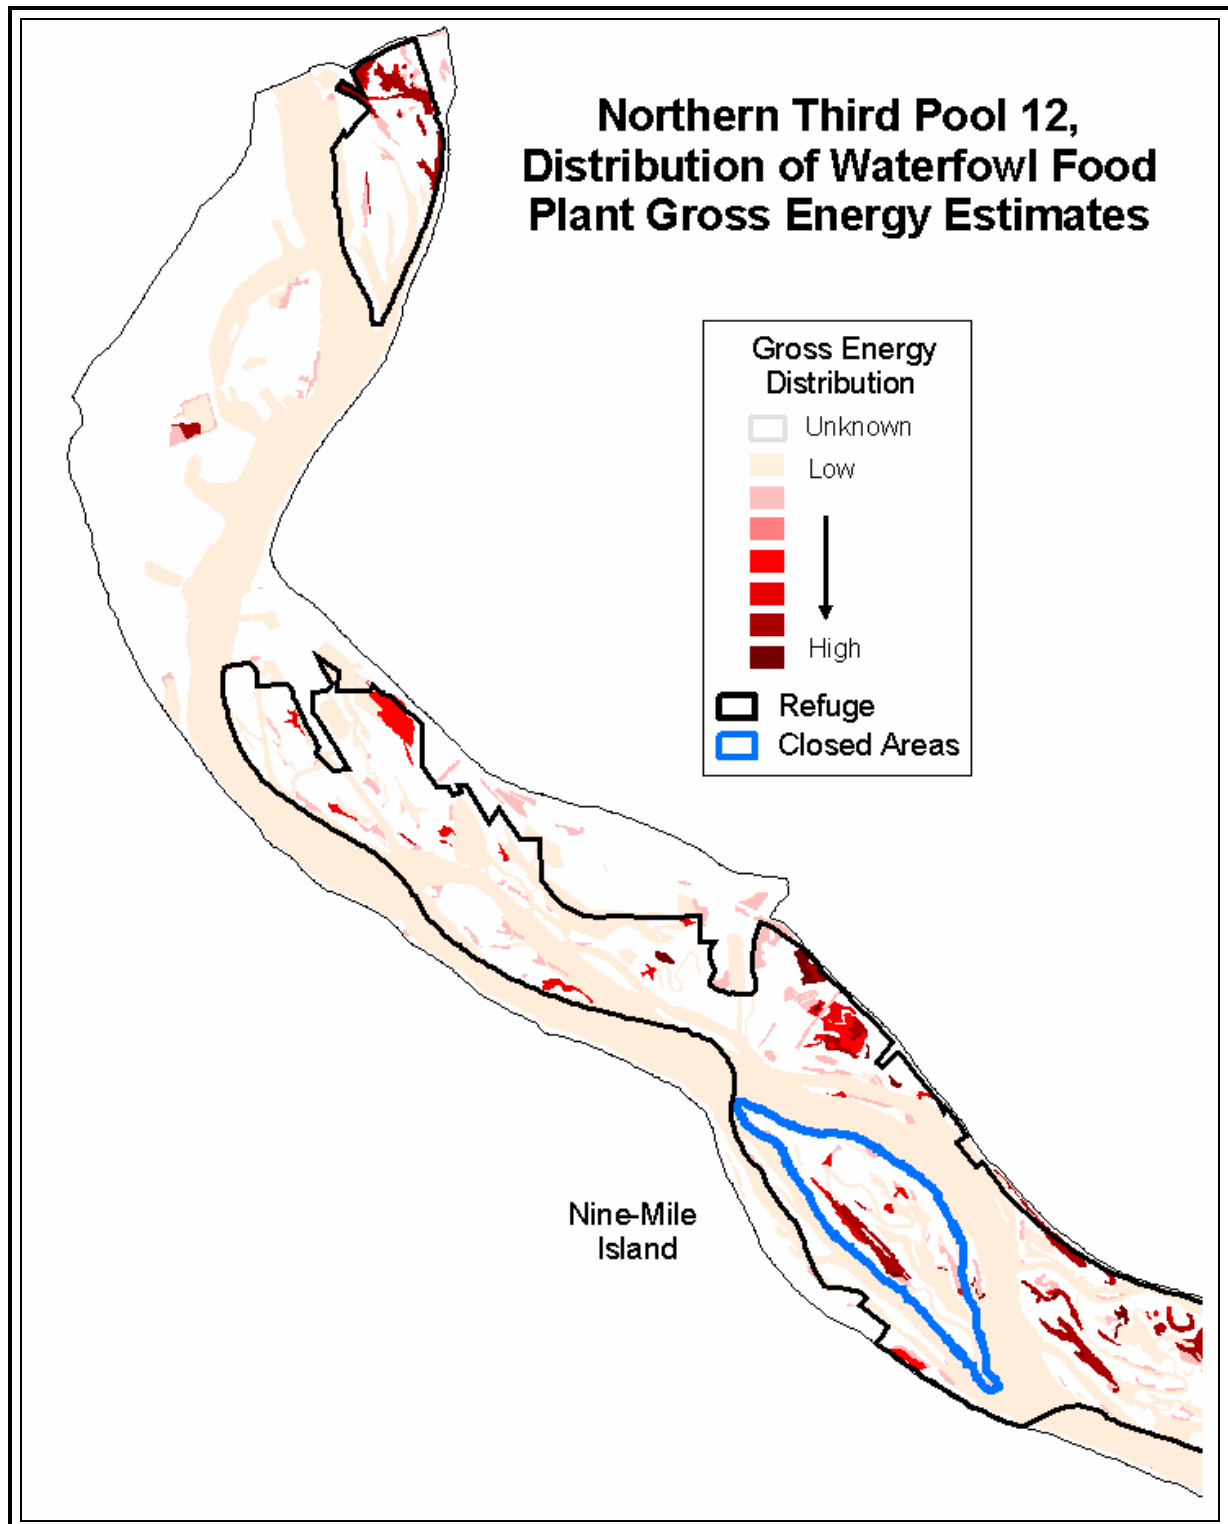 Northern Third Pool 12,
Distribution of Waterfowl Food
Plant Gross Energy Estimates
Gross Energy
Distribution
Unknown
Low
High
Refuge
Closed Areas
Nine-Mile
Island